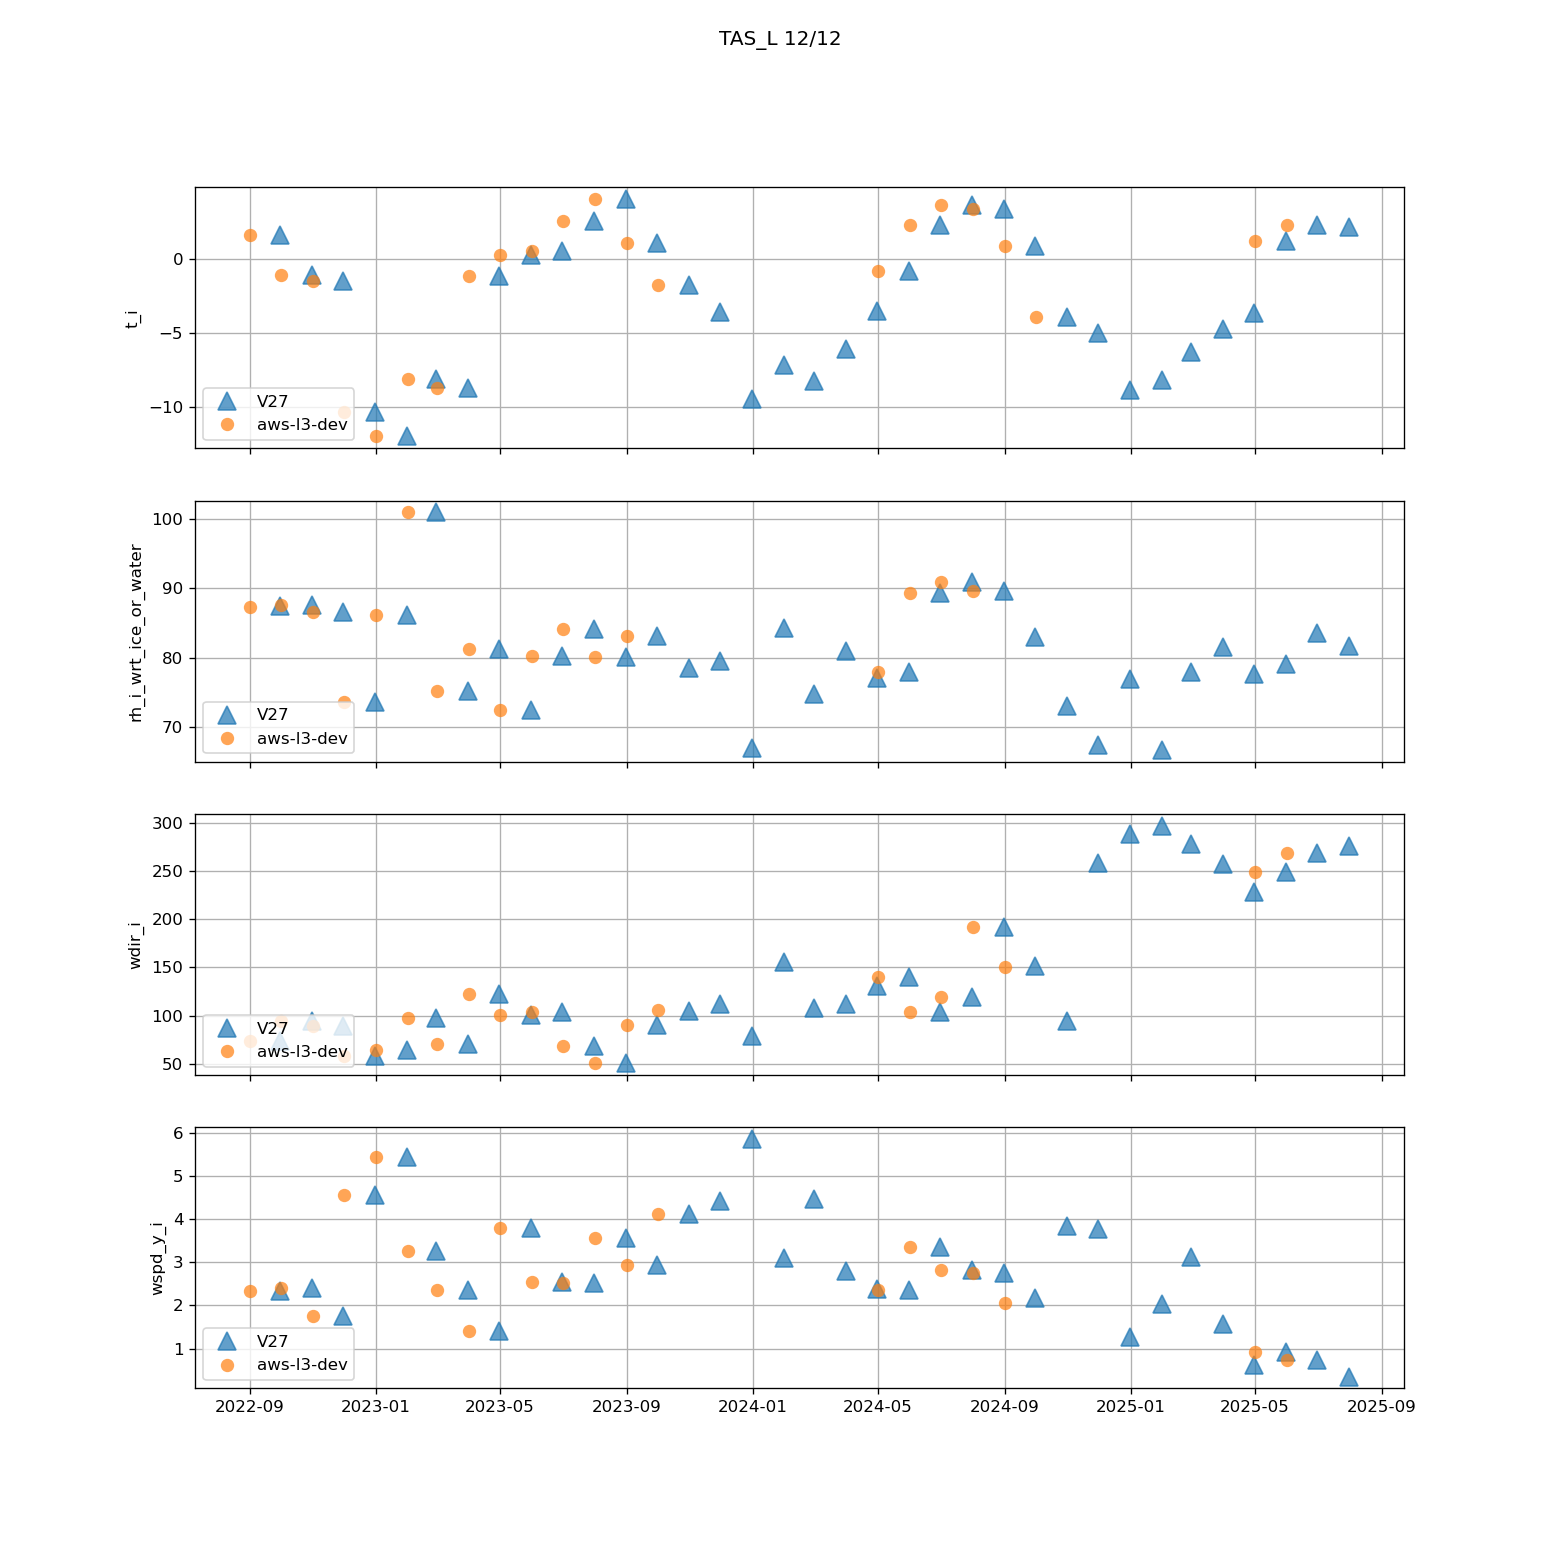 TAS_L 12/12
0
−5
−10
t_i
V27
aws-l3-dev
100
90
80
70
rh_i_wrt_ice_or_water
V27
aws-l3-dev
300
250
200
150
100
50
wdir_i
V27
aws-l3-dev
6
5
4
3
2
1
wspd_y_i
V27
aws-l3-dev
2022-09 2023-01 2023-05 2023-09 2024-01 2024-05 2024-09 2025-01 2025-05 2025-09